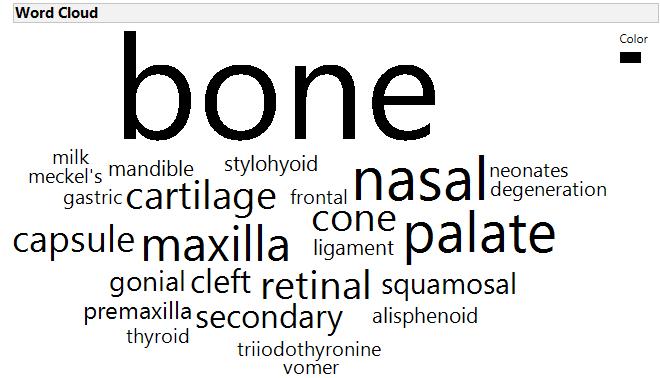 Word Cloud
Color
bone
milk
stylohyoid
mandible
meckel's
nasal
neonates
degeneration
gastric
cartilage
frontal
cone
capsule
maxilla
ligament
palate
gonial
cleft
retinal
squamosal
premaxilla
secondary
alisphenoid
thyroid
triiodothyronine
vomer